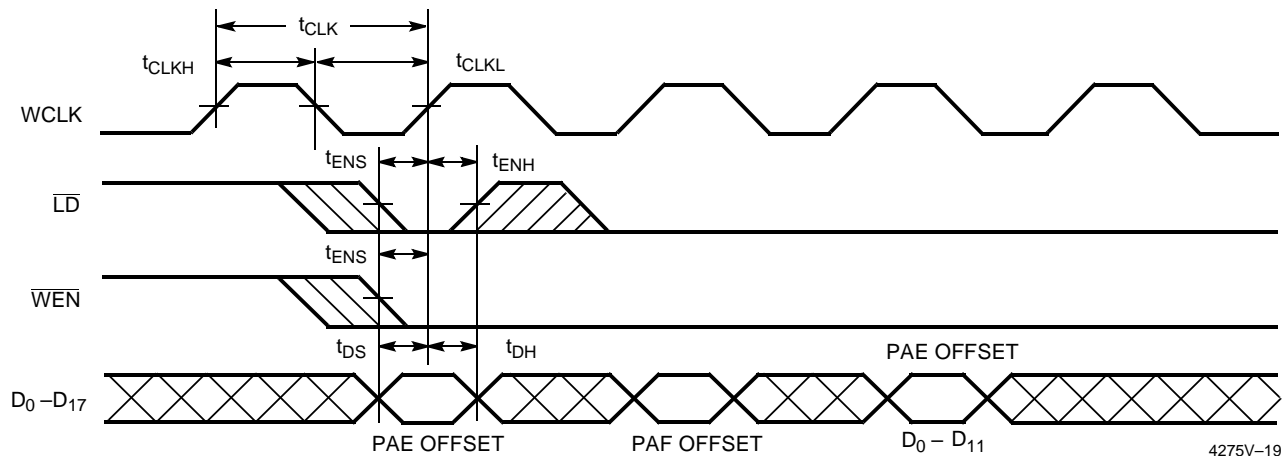 tCLK
tCLKH
tCLKL
WCLK
tENS
tENH
LD
tENS
WEN
tDS
tDH
PAE OFFSET
D0 –D17
PAE OFFSET
PAF OFFSET
D0 – D11
4275V–19